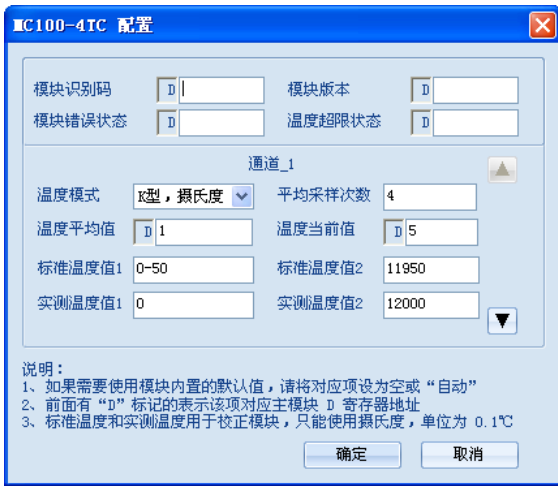 MC100-4TC 配置
模块识别码 D 模块版本 D
模块错误状态 D 温度超限状态 D
通道_1
温度模式 K型，摄氏度 平均采样次数 4
温度平均值 D 1 温度当前值 D 5
标准温度值1 0-50 标准温度值2 11950
实测温度值1 0 实测温度值2 12000
说明：
1、如果需要使用模块内置的默认值，请将对应项设为空或“自动”
2、前面有“D”标记的表示该项对应主模块 D 寄存器地址
3、标准温度和实测温度用于校正模块，只能使用摄氏度，单位为 0.1℃
确定 取消